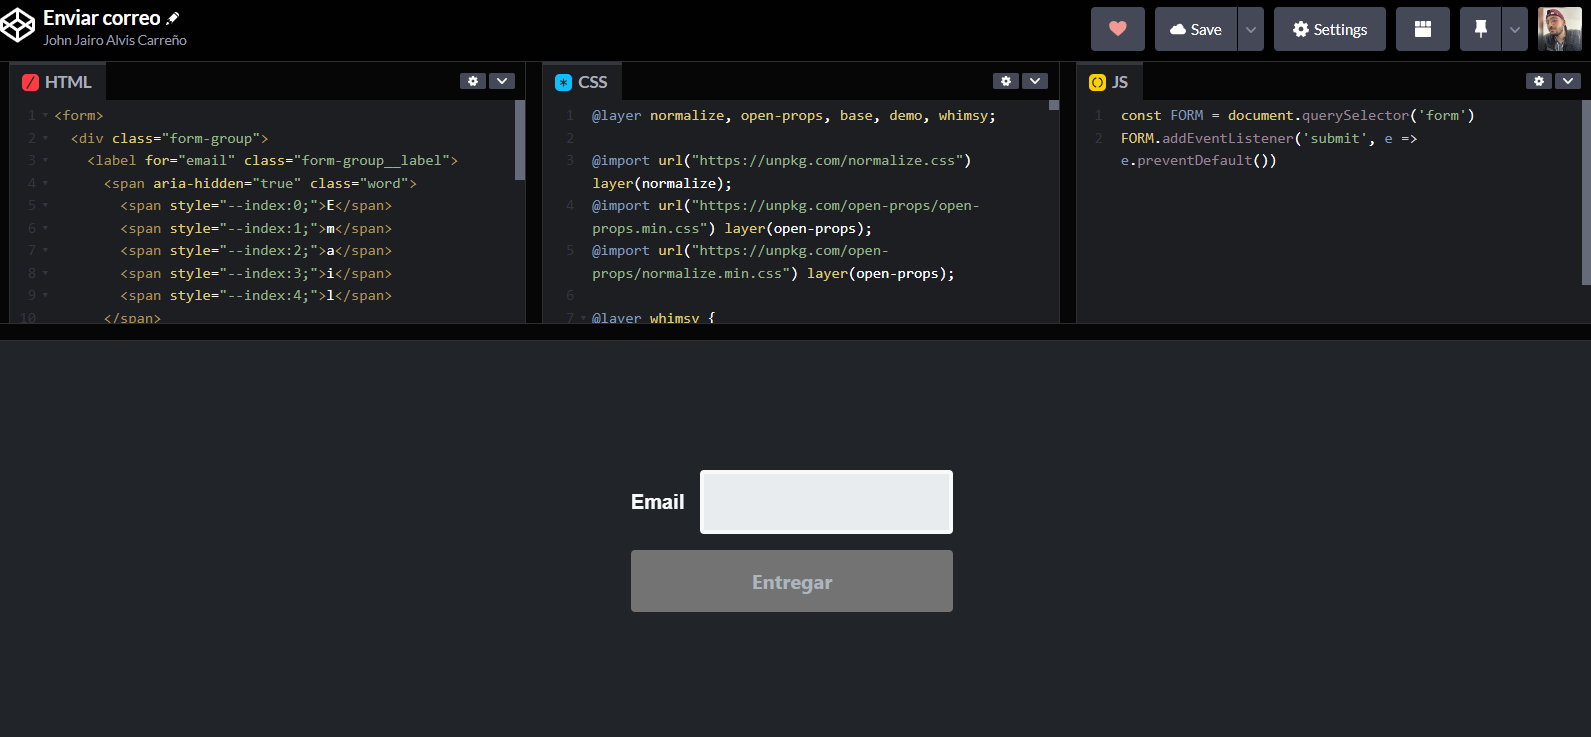 Enviar correo
John Jairo Alvis Carreño
Save
Settings
HTML
1 <form>
2 <div class="form-group">
3 <label for="email" class="form-group__label">
4 <span aria-hidden="true" class="word">
5 <span style="--index:0;">E</span>
6 <span style="--index:1;">m</span>
7 <span style="--index:2;">a</span>
8 <span style="--index:3;">i</span>
9 <span style="--index:4;">l</span>
10 </span>
CSS
1 @layer normalize, open-props, base, demo, whimsy;
2
3 @import url("https://unpkg.com/normalize.css")
layer(normalize);
4 @import url("https://unpkg.com/open-props/open-
props.min.css") layer(open-props);
5 @import url("https://unpkg.com/open-
props/normalize.min.css") layer(open-props);
6
7 @layer whimsy {
JS
1 const FORM = document.querySelector('form')
2 FORM.addEventListener('submit', e =>
e.preventDefault())
Email
Entregar